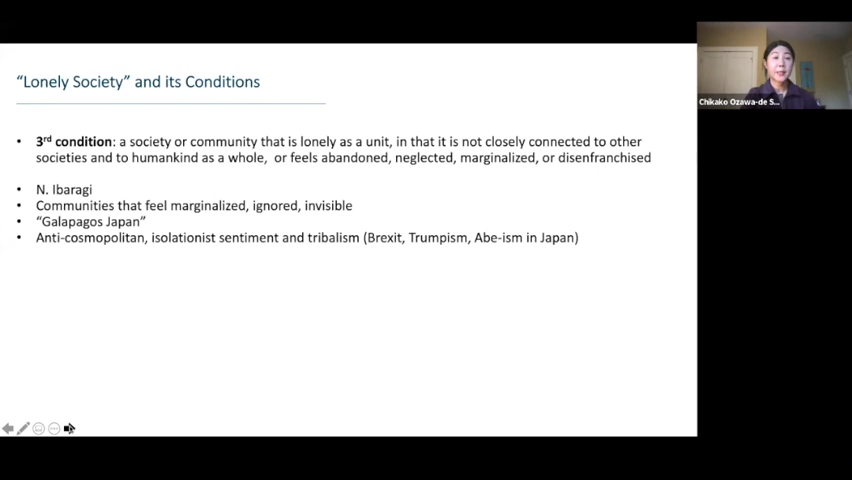 “Lonely Society” and its Conditions
• 3rd condition: a society or community that is lonely as a unit, in that it is not closely connected to other
societies and to humankind as a whole, or feels abandoned, neglected, marginalized, or disenfranchised
• N. Ibaragi
• Communities that feel marginalized, ignored, invisible
• “Galapagos Japan”
• Anti-cosmopolitan, isolationist sentiment and tribalism (Brexit, Trumpism, Abe-ism in Japan)
Chikako Ozawa-de S...